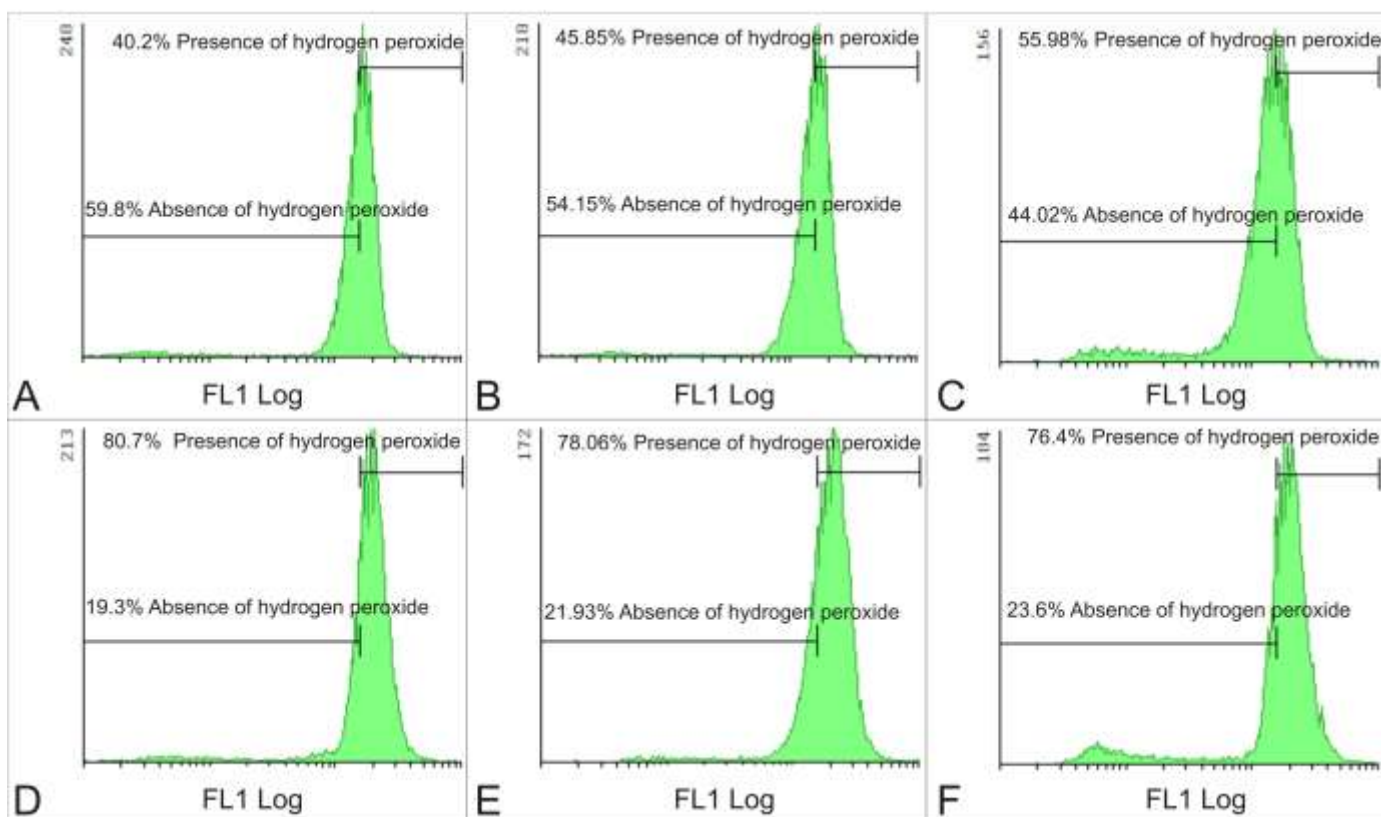 248
40.2% Presence of hydrogen peroxide
59.8% Absence of hydrogen peroxide
A
FL1 Log
218
45.85% Presence of hydrogen peroxide
54.15% Absence of hydrogen peroxide
B
FL1 Log
156
55.98% Presence of hydrogen peroxide
44.02% Absence of hydrogen peroxide
C
FL1 Log
213
80.7% Presence of hydrogen peroxide
19.3% Absence of hydrogen peroxide
D
FL1 Log
172
78.06% Presence of hydrogen peroxide
21.93% Absence of hydrogen peroxide
E
FL1 Log
184
76.4% Presence of hydrogen peroxide
23.6% Absence of hydrogen peroxide
F
FL1 Log